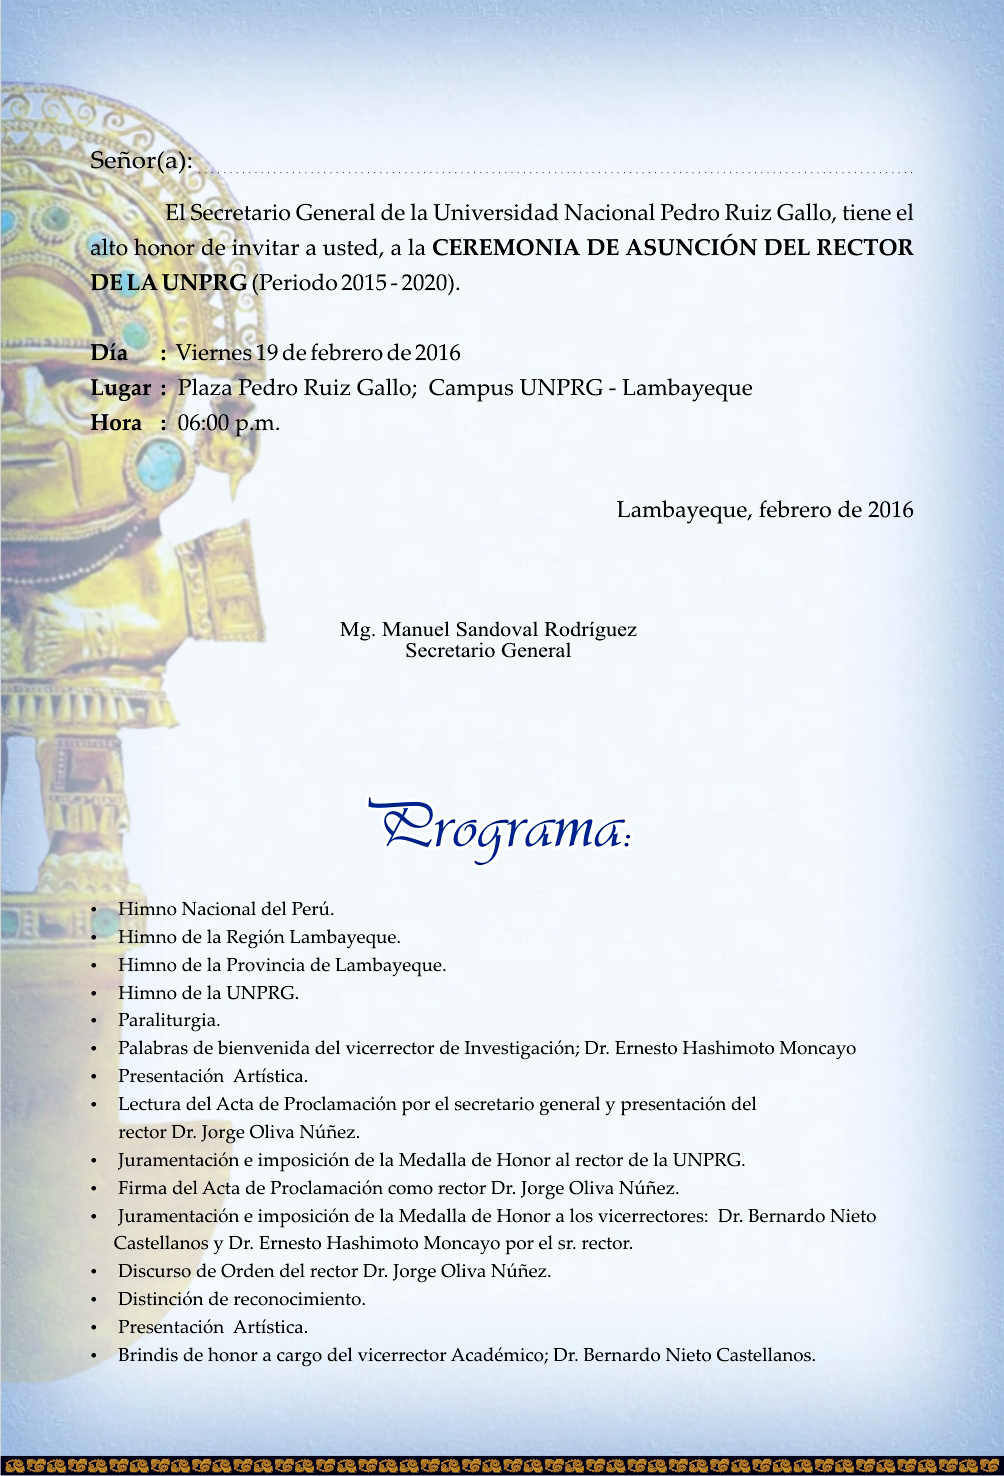 Señor(a):
El Secretario General de la Universidad Nacional Pedro Ruiz Gallo, tiene el
alto honor de invitar a usted, a la CEREMONIA DE ASUNCIÓN DEL RECTOR
DE LA UNPRG (Periodo 2015 - 2020).
Día : Viernes 19 de febrero de 2016
Lugar : Plaza Pedro Ruiz Gallo; Campus UNPRG - Lambayeque
Hora : 06:00 p.m.
Lambayeque, febrero de 2016
Mg. Manuel Sandoval Rodríguez
Secretario General
Programa:
• Himno Nacional del Perú.
• Himno de la Región Lambayeque.
• Himno de la Provincia de Lambayeque.
• Himno de la UNPRG.
• Paraliturgia.
• Palabras de bienvenida del vicerrector de Investigación; Dr. Ernesto Hashimoto Moncayo
• Presentación Artística.
• Lectura del Acta de Proclamación por el secretario general y presentación del
rector Dr. Jorge Oliva Núñez.
• Juramentación e imposición de la Medalla de Honor al rector de la UNPRG.
• Firma del Acta de Proclamación como rector Dr. Jorge Oliva Núñez.
• Juramentación e imposición de la Medalla de Honor a los vicerrectores: Dr. Bernardo Nieto
Castellanos y Dr. Ernesto Hashimoto Moncayo por el sr. rector.
• Discurso de Orden del rector Dr. Jorge Oliva Núñez.
• Distinción de reconocimiento.
• Presentación Artística.
• Brindis de honor a cargo del vicerrector Académico; Dr. Bernardo Nieto Castellanos.